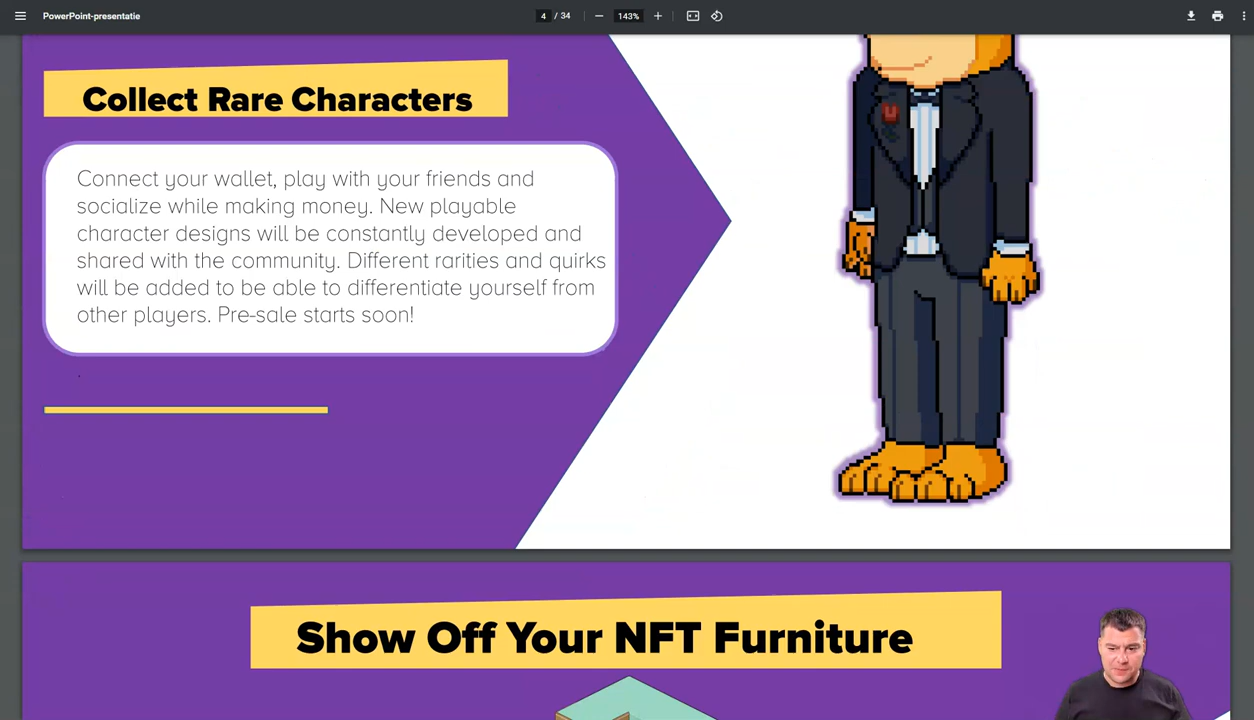 PowerPoint-presentatie
4 / 34
143%
Collect Rare Characters
Connect your wallet, play with your friends and
socialize while making money. New playable
character designs will be constantly developed and
shared with the community. Different rarities and quirks
will be added to be able to differentiate yourself from
other players. Pre-sale starts soon!
Show Off Your NFT Furniture